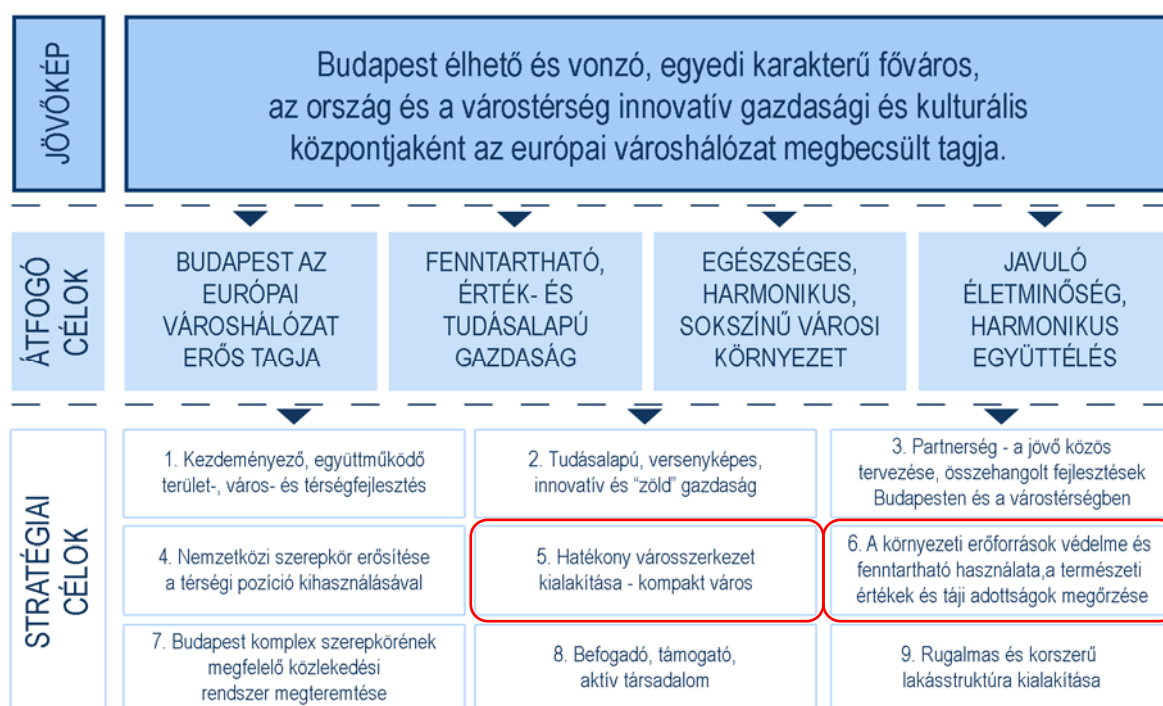 JÖVŐKÉP
Budapest élhető és vonzó, egyedi karakterű főváros,
az ország és a várostérség innovatív gazdasági és kulturális
központjaként az európai városhálózat megbecsült tagja.
ÁTFOGÓ
CÉLOK
BUDAPEST AZ
EURÓPAI
VÁROSHÁLÓZAT
ERŐS TAGJA
FENNTARTHATÓ,
ÉRTÉK- ÉS
TUDÁSALAPÚ
GAZDASÁG
EGÉSZSÉGES,
HARMONIKUS,
SOKSZÍNŰ VÁROSI
KÖRNYEZET
JAVULÓ
ÉLETMINŐSÉG,
HARMONIKUS
EGYÜTTÉLÉS
STRATÉGIAI
CÉLOK
1. Kezdeményező, együttműködő
terület-, város- és térségfejlesztés
2. Tudásalapú, versenyképes,
innovatív és “zöld” gazdaság
3. Partnerség - a jövő közös
tervezése, összehangolt fejlesztések
Budapesten és a várostérségben
4. Nemzetközi szerepkör erősítése
a térségi pozíció kihasználásával
5. Hatékony városszerkezet
kialakítása - kompakt város
6. A környezeti erőforrások védelme és
fenntartható használata,a természeti
értékek és táji adottságok megőrzése
7. Budapest komplex szerepkörének
megfelelő közlekedési
rendszer megteremtése
8. Befogadó, támogató,
aktív társadalom
9. Rugalmas és korszerű
lakásstruktúra kialakítása